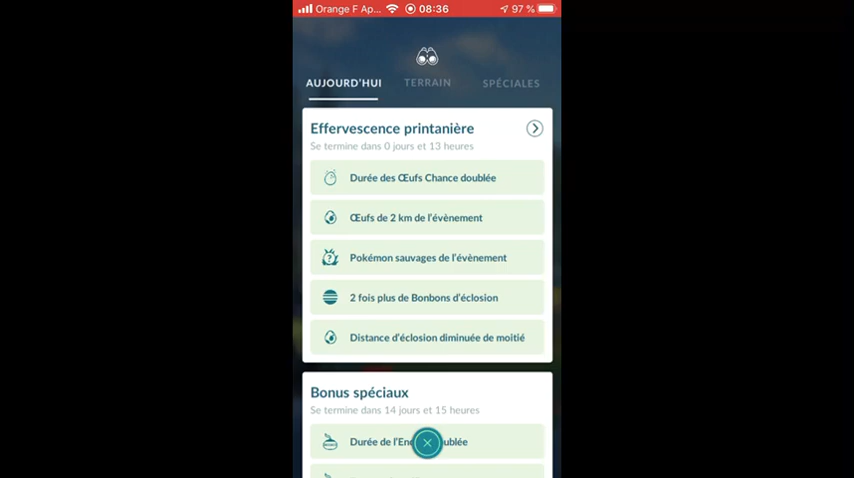 Orange F Ap... 08:36 97 %
AUJOURD'HUI TERRAIN SPÉCIALES
Effervescence printanière
Se termine dans 0 jours et 13 heures
Durée des Œufs Chance doublée
Œufs de 2 km de l'évènement
Pokémon sauvages de l'évènement
2 fois plus de Bonbons d'éclosion
Distance d'éclosion diminuée de moitié
Bonus spéciaux
Se termine dans 14 jours et 15 heures
Durée de l'En